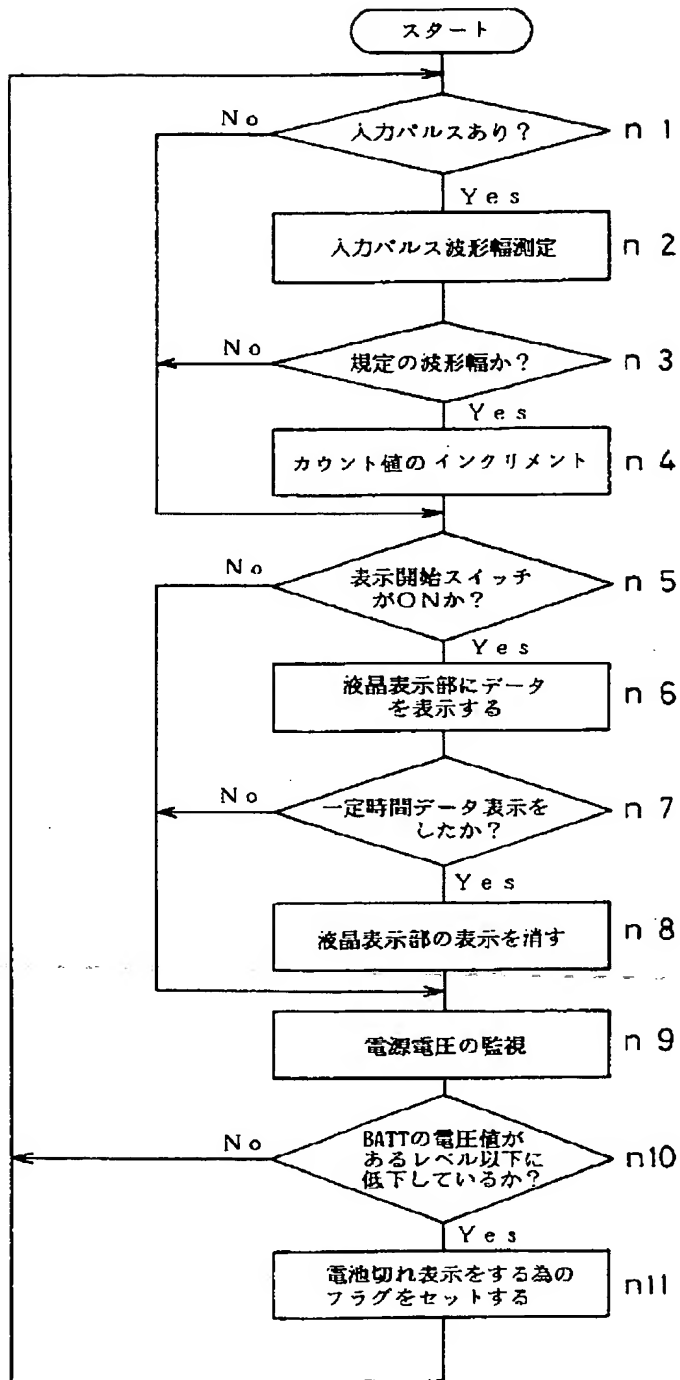 スタート
入力パルスあり？
No
n 1
Yes
入力パルス波形幅測定
n 2
規定の波形幅か？
No
n 3
Yes
カウント値のインクリメント
n 4
表示開始スイッチ
がONか？
No
n 5
Yes
液晶表示部にデータ
を表示する
n 6
一定時間データ表示を
したか？
No
n 7
Yes
液晶表示部の表示を消す
n 8
電源電圧の監視
n 9
BATTの電圧値が
あるレベル以下に
低下しているか？
No
n10
Yes
電池切れ表示をする為の
フラグをセットする
n11